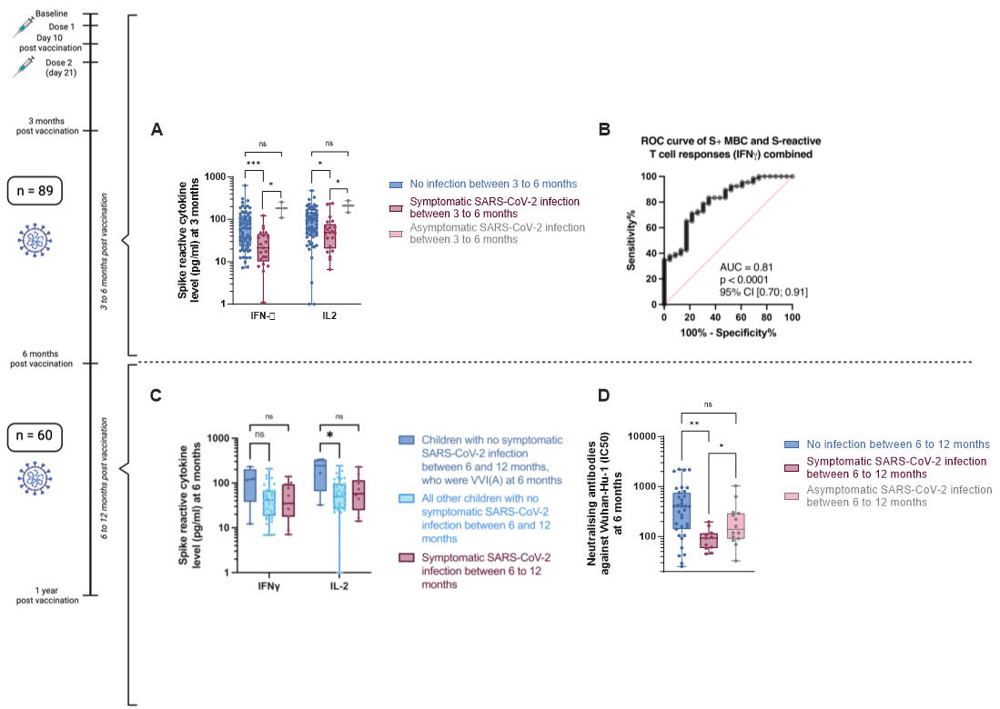 Baseline
Dose 1
Day 10
post vaccination
Dose 2
(day 21)
3 months
post vaccination
n = 89
3 to 6 months post vaccination
6 months
post vaccination
n = 60
6 to 12 months post vaccination
1 year
post vaccination
A
ns
ns
***
*
*
*
Spike reactive cytokine
level (pg/ml) at 3 months
1000
100
10
1
IFN-□
IL2
No infection between 3 to 6 months
Symptomatic SARS-CoV-2 infection
between 3 to 6 months
Asymptomatic SARS-CoV-2 infection
between 3 to 6 months
B
ROC curve of S+ MBC and S-reactive
T cell responses (IFNγ) combined
Sensitivity%
100
80
60
40
20
0
AUC = 0.81
p < 0.0001
95% CI [0.70; 0.91]
0 20 40 60 80 100
100% - Specificity%
C
ns
ns
ns
*
Spike reactive cytokine
level (pg/ml) at 6 months
1000
100
10
1
IFNγ
IL-2
Children with no symptomatic
SARS-CoV-2 infection
between 6 and 12 months,
who were VVI(A) at 6 months
All other children with no
symptomatic SARS-CoV-2
infection between 6 and 12
months
Symptomatic SARS-CoV-2
infection between 6 to 12
months
D
ns
**
*
Neutralising antibodies
against Wuhan-Hu-1 (IC50)
at 6 months
10000
1000
100
No infection between 6 to 12 months
Symptomatic SARS-CoV-2 infection
between 6 to 12 months
Asymptomatic SARS-CoV-2 infection
between 6 to 12 months